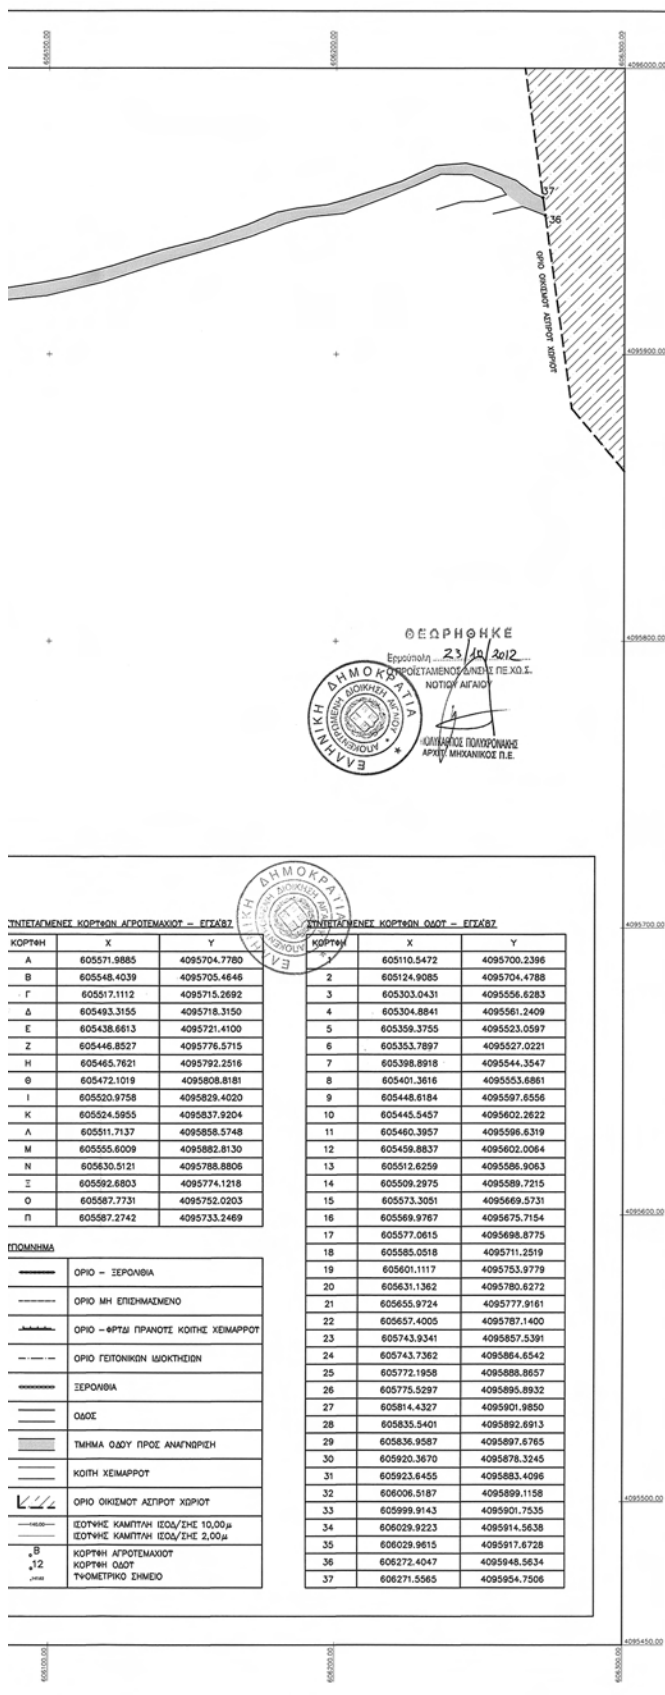 606100.00 606200.00 606300.00
4096000.00
37
36
ΟΡΙΟ ΟΙΚΙΣΜΟΥ ΑΣΠΡΟΥ ΧΩΡΙΟΥ
4095900.00
4095800.00
ΘΕΩΡΗΘΗΚΕ
Ερμούπολη 23/10/2012
Ο ΠΡΟΪΣΤΑΜΕΝΟΣ Δ/ΝΣΗΣ ΠΕ.ΧΩ.Σ.
ΝΟΤΙΟΥ ΑΙΓΑΙΟΥ
ΕΛΛΗΝΙΚΗ ΔΗΜΟΚΡΑΤΙΑ
ΑΠΟΚΕΝΤΡΩΜΕΝΗ ΔΙΟΙΚΗΣΗ ΑΙΓΑΙΟΥ
ΠΟΛΥΚΑΡΠΟΣ ΠΟΛΥΧΡΟΝΑΚΗΣ
ΑΡΧΙΤ. ΜΗΧΑΝΙΚΟΣ Π.Ε.
ΕΛΛΗΝΙΚΗ ΔΗΜΟΚΡΑΤΙΑ
4095700.00
ΣΥΝΤΕΤΑΓΜΕΝΕΣ ΚΟΡΥΦΩΝ ΑΓΡΟΤΕΜΑΧΙΟΥ – ΕΓΣΑ'87
ΚΟΡΥΦΗ X Y
Α 605571.9885 4095704.7780
Β 605548.4039 4095705.4646
Γ 605517.1112 4095715.2692
Δ 605493.3155 4095718.3150
Ε 605438.6613 4095721.4100
Ζ 605446.8527 4095776.5715
Η 605465.7621 4095792.2516
Θ 605472.1019 4095808.8181
Ι 605520.9758 4095829.4020
Κ 605524.5955 4095837.9204
Λ 605511.7137 4095858.5748
Μ 605555.6009 4095882.8130
Ν 605630.5121 4095788.8806
Ξ 605592.6803 4095774.1218
Ο 605587.7731 4095752.0203
Π 605587.2742 4095733.2469
ΣΥΝΤΕΤΑΓΜΕΝΕΣ ΚΟΡΥΦΩΝ ΟΔΟΥ – ΕΓΣΑ'87
ΚΟΡΥΦΗ X Y
1 605110.5472 4095700.2396
2 605124.9085 4095704.4788
3 605303.0431 4095556.6283
4 605304.8841 4095561.2409
5 605359.3755 4095523.0597
6 605353.7897 4095527.0221
7 605398.8918 4095544.3547
8 605401.3616 4095553.6861
9 605448.6184 4095597.6556
10 605445.5457 4095602.2622
11 605460.3957 4095596.6319
12 605459.8837 4095602.0064
13 605512.6259 4095586.9063
14 605509.2975 4095589.7215
15 605573.3051 4095669.5731
16 605569.9767 4095675.7154
17 605577.0615 4095698.8775
18 605585.0518 4095711.2519
19 605601.1117 4095753.9779
20 605631.1362 4095780.6272
21 605655.9724 4095777.9161
22 605657.4005 4095787.1400
23 605743.9341 4095857.5391
24 605743.7362 4095864.6542
25 605772.1958 4095888.8657
26 605775.5297 4095895.8932
27 605814.4327 4095901.9850
28 605835.5401 4095892.6913
29 605836.9587 4095897.6765
30 605920.3670 4095878.3245
31 605923.6455 4095883.4096
32 606006.5187 4095899.1158
33 605999.9143 4095901.7535
34 606029.9223 4095914.5638
35 606029.9615 4095917.6728
36 606272.4047 4095948.5634
37 606271.5565 4095954.7506
ΥΠΟΜΝΗΜΑ
ΟΡΙΟ – ΞΕΡΟΛΙΘΙΑ
ΟΡΙΟ ΜΗ ΕΠΙΣΗΜΑΣΜΕΝΟ
ΟΡΙΟ –ΦΡΥΔΙ ΠΡΑΝΟΥΣ ΚΟΙΤΗΣ ΧΕΙΜΑΡΡΟΥ
ΟΡΙΟ ΓΕΙΤΟΝΙΚΩΝ ΙΔΙΟΚΤΗΣΙΩΝ
ΞΕΡΟΛΙΘΙΑ
ΟΔΟΣ
ΤΜΗΜΑ ΟΔΟΥ ΠΡΟΣ ΑΝΑΓΝΩΡΙΣΗ
ΚΟΙΤΗ ΧΕΙΜΑΡΡΟΥ
ΟΡΙΟ ΟΙΚΙΣΜΟΥ ΑΣΠΡΟΥ ΧΩΡΙΟΥ
ΙΣΟΥΨΗΣ ΚΑΜΠΥΛΗ ΙΣΟΔ/ΣΗΣ 10,00μ
ΙΣΟΥΨΗΣ ΚΑΜΠΥΛΗ ΙΣΟΔ/ΣΗΣ 2,00μ
Β ΚΟΡΥΦΗ ΑΓΡΟΤΕΜΑΧΙΟΥ
12 ΚΟΡΥΦΗ ΟΔΟΥ
ΥΨΟΜΕΤΡΙΚΟ ΣΗΜΕΙΟ
4095600.00
4095500.00
4095450.00
606100.00 606200.00 606300.00